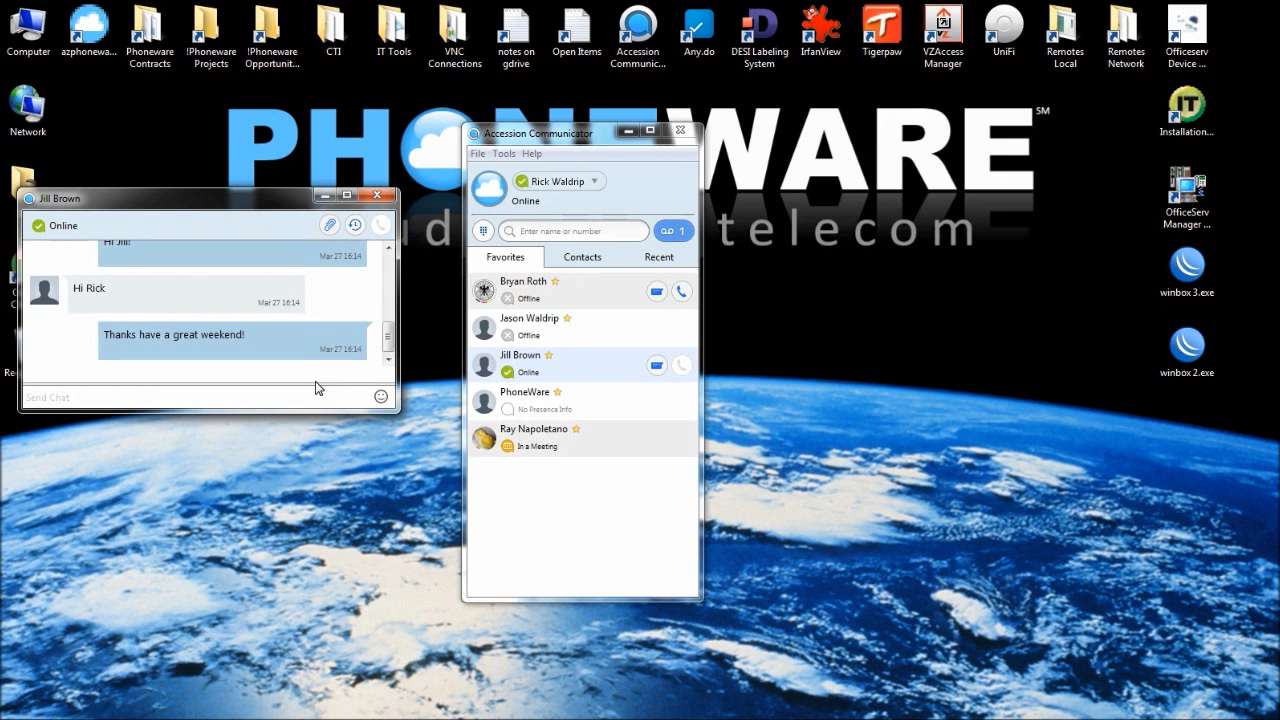 Computer
azphonewa...
Phoneware Contracts
!Phoneware Projects
!Phoneware Opportunit...
CTI
IT Tools
VNC Connections
notes on gdrive
Open Items
Accession Communic...
Any.do
DESI Labeling System
IrfanView
Tigerpaw
VZAccess Manager
UniFi
Remotes Local
Remotes Network
Officeserv Device ...
Network
IT
Installation...
OfficeServ Manager ...
winbox 3.exe
winbox 2.exe
PHONEWARE SM
telecom
Jill Brown
Online
Hi Jill!
Mar 27 16:14
Hi Rick
Mar 27 16:14
Thanks have a great weekend!
Mar 27 16:14
Send Chat
Accession Communicator
File Tools Help
Rick Waldrip
Online
Enter name or number
1
Favorites Contacts Recent
Bryan Roth
Offline
Jason Waldrip
Offline
Jill Brown
Online
PhoneWare
No Presence Info
Ray Napoletano
In a Meeting